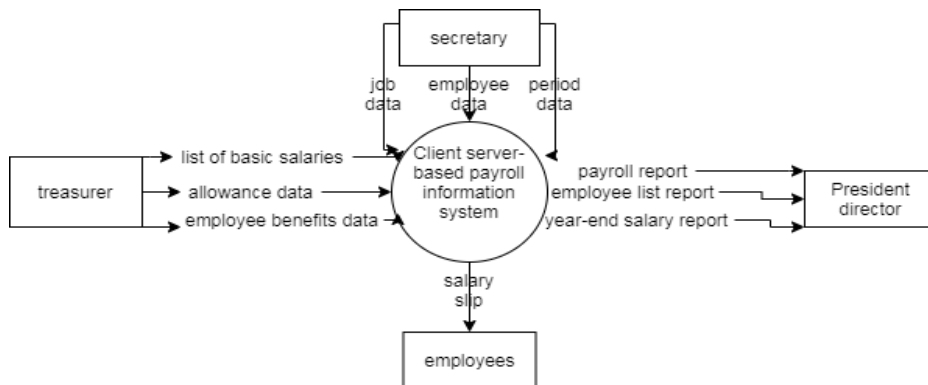 secretary
job
data
employee
data
period
data
Client server-
based payroll
information
system
list of basic salaries
treasurer
allowance data
employee benefits data
payroll report
employee list report
year-end salary report
President
director
salary
slip
employees